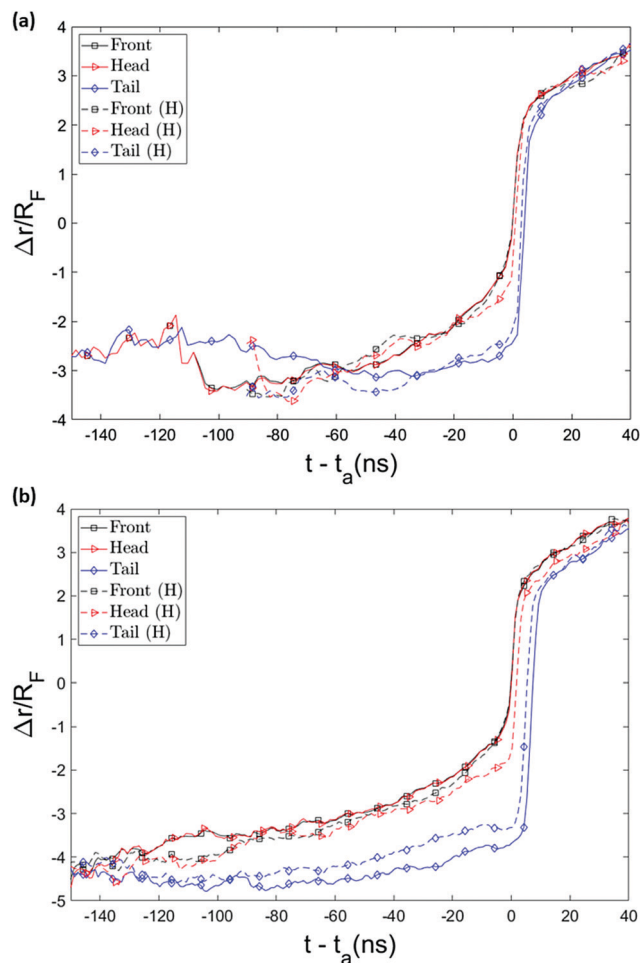 (a)
4
3
2
1
0
-1
-2
-3
-4
Δr/R_F
Front
Head
Tail
Front (H)
Head (H)
Tail (H)
-140 -120 -100 -80 -60 -40 -20 0 20 40
t - t_a(ns)
(b)
4
3
2
1
0
-1
-2
-3
-4
-5
Δr/R_F
Front
Head
Tail
Front (H)
Head (H)
Tail (H)
-140 -120 -100 -80 -60 -40 -20 0 20 40
t - t_a(ns)